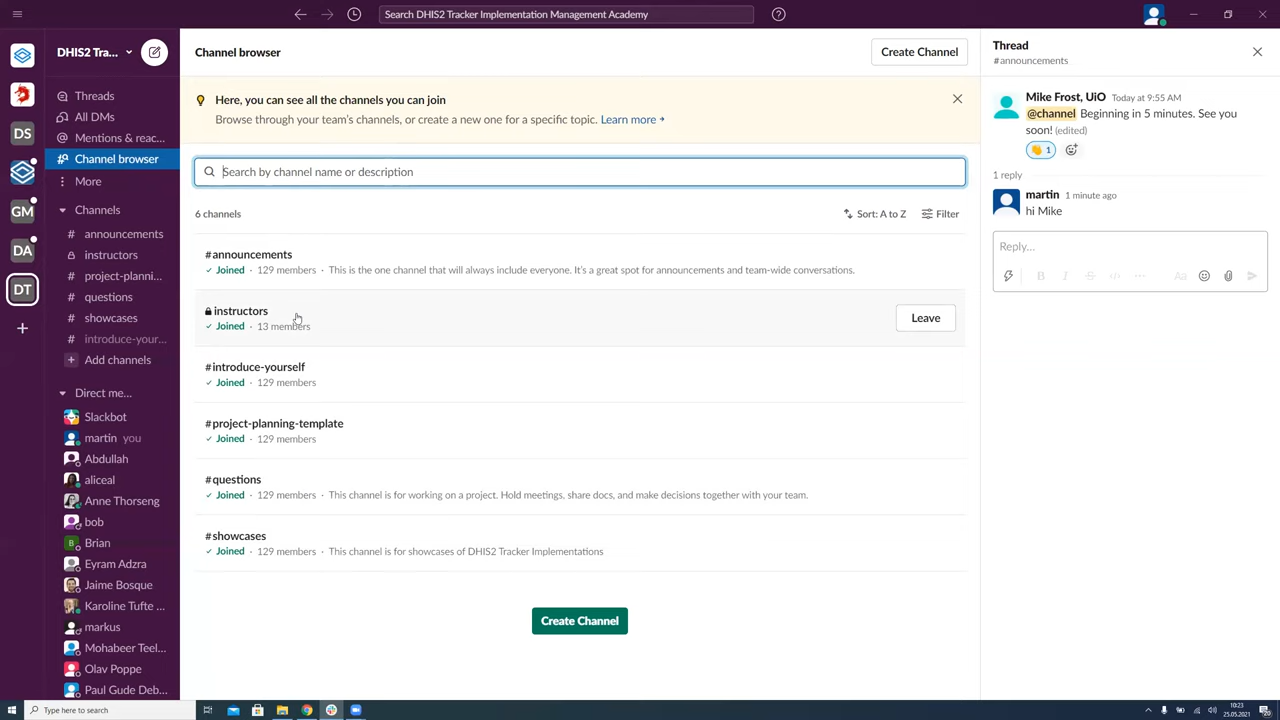 Search DHIS2 Tracker Implementation Management Academy
DHIS2 Tra...
DS
GM
DA
DT
Threads
All DMs
Mentions & reac...
Channel browser
More
Channels
announcements
instructors
project-planni...
questions
showcases
introduce-your...
Add channels
Direct me...
Slackbot
martin you
Abdullah
aliceal
Anne Thorseng
bob
B Brian
Eyram Adzra
Jaime Bosque
Karoline Tufte ...
markus
Mohabeer Teel...
Olav Poppe
Paul Gude Deb...
Channel browser
Create Channel
Here, you can see all the channels you can join
Browse through your team's channels, or create a new one for a specific topic. Learn more
Search by channel name or description
6 channels
Sort: A to Z
Filter
#announcements
✓ Joined · 129 members · This is the one channel that will always include everyone. It's a great spot for announcements and team-wide conversations.
instructors
✓ Joined · 13 members
Leave
#introduce-yourself
✓ Joined · 129 members
#project-planning-template
✓ Joined · 129 members
#questions
✓ Joined · 129 members · This channel is for working on a project. Hold meetings, share docs, and make decisions together with your team.
#showcases
✓ Joined · 129 members · This channel is for showcases of DHIS2 Tracker Implementations
Create Channel
Thread
#announcements
Mike Frost, UiO Today at 9:55 AM
@channel Beginning in 5 minutes. See you
soon! (edited)
1
1 reply
martin 1 minute ago
hi Mike
Reply...
B I S </> ... Aa
Type here to search
10:23
25.05.2021